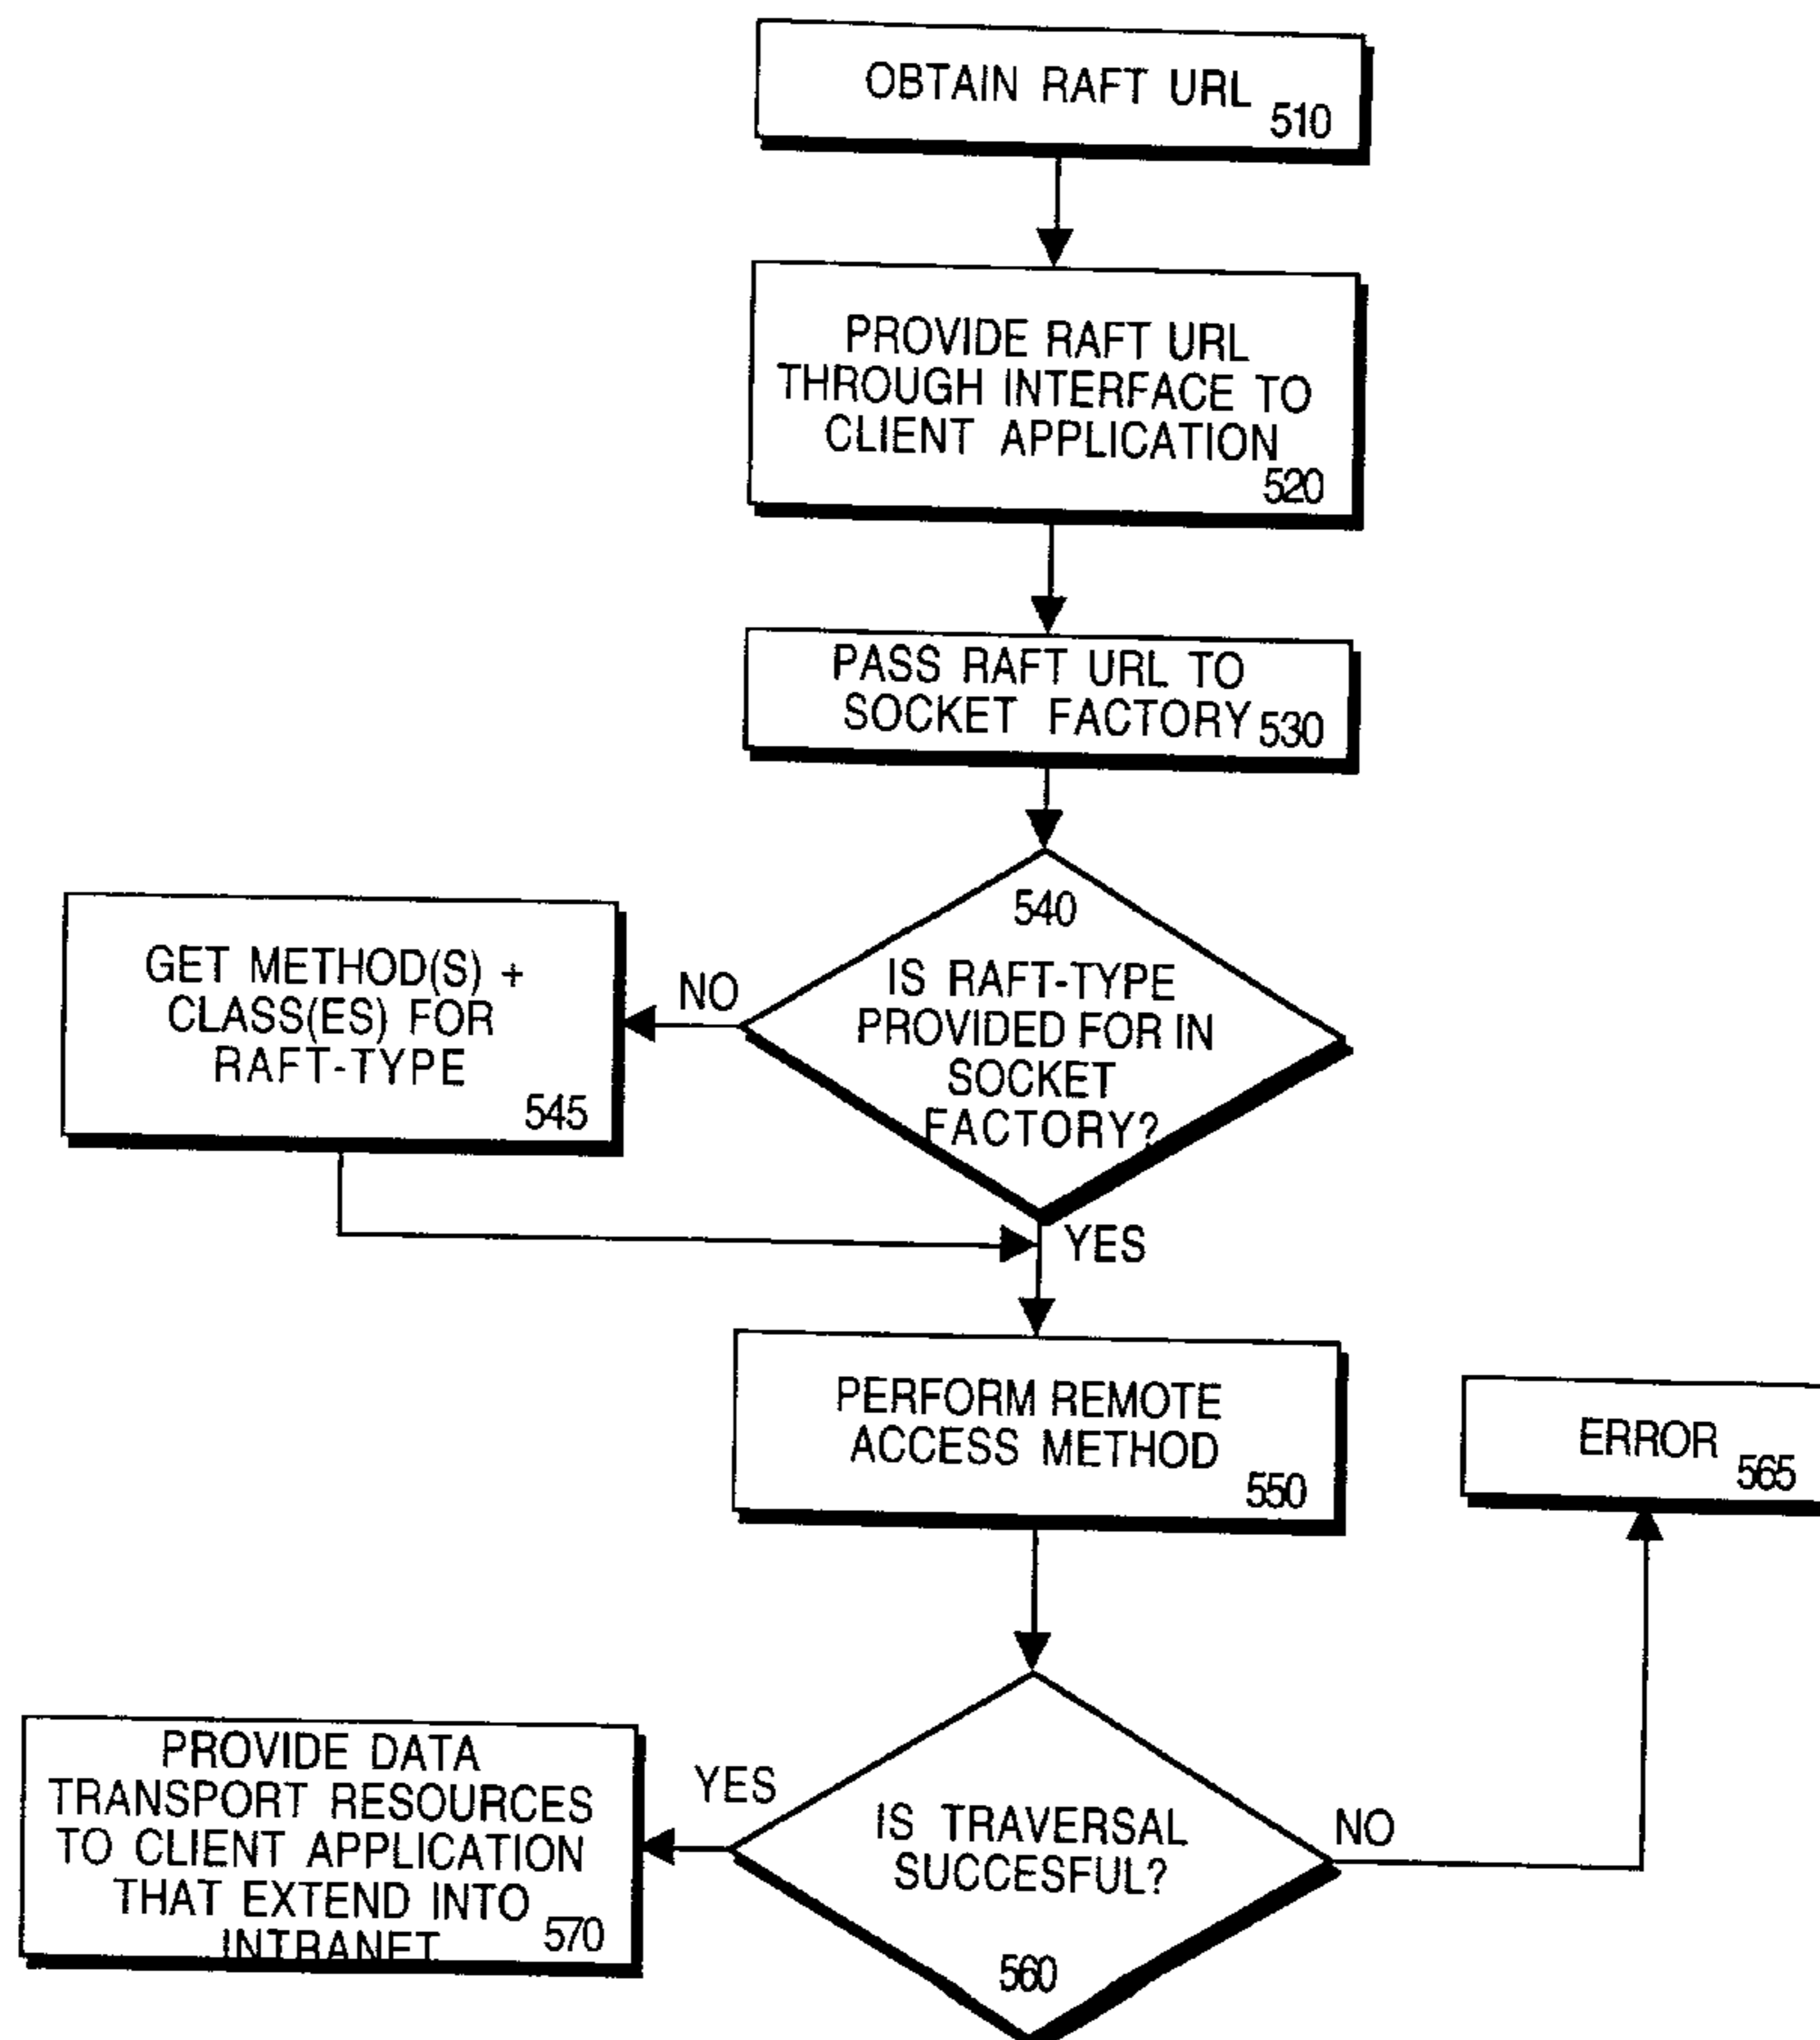 OBTAIN RAFT URL
510
PROVIDE RAFT URL
THROUGH INTERFACE TO
CLIENT APPLICATION
520
PASS RAFT URL TO
SOCKET FACTORY
530
540
IS RAFT-TYPE
PROVIDED FOR IN
SOCKET
FACTORY?
NO
GET METHOD(S) +
CLASS(ES) FOR
RAFT-TYPE
545
YES
PERFORM REMOTE
ACCESS METHOD
550
ERROR
565
IS TRAVERSAL
SUCCESFUL?
560
YES
NO
PROVIDE DATA
TRANSPORT RESOURCES
TO CLIENT APPLICATION
THAT EXTEND INTO
INTRANET
570